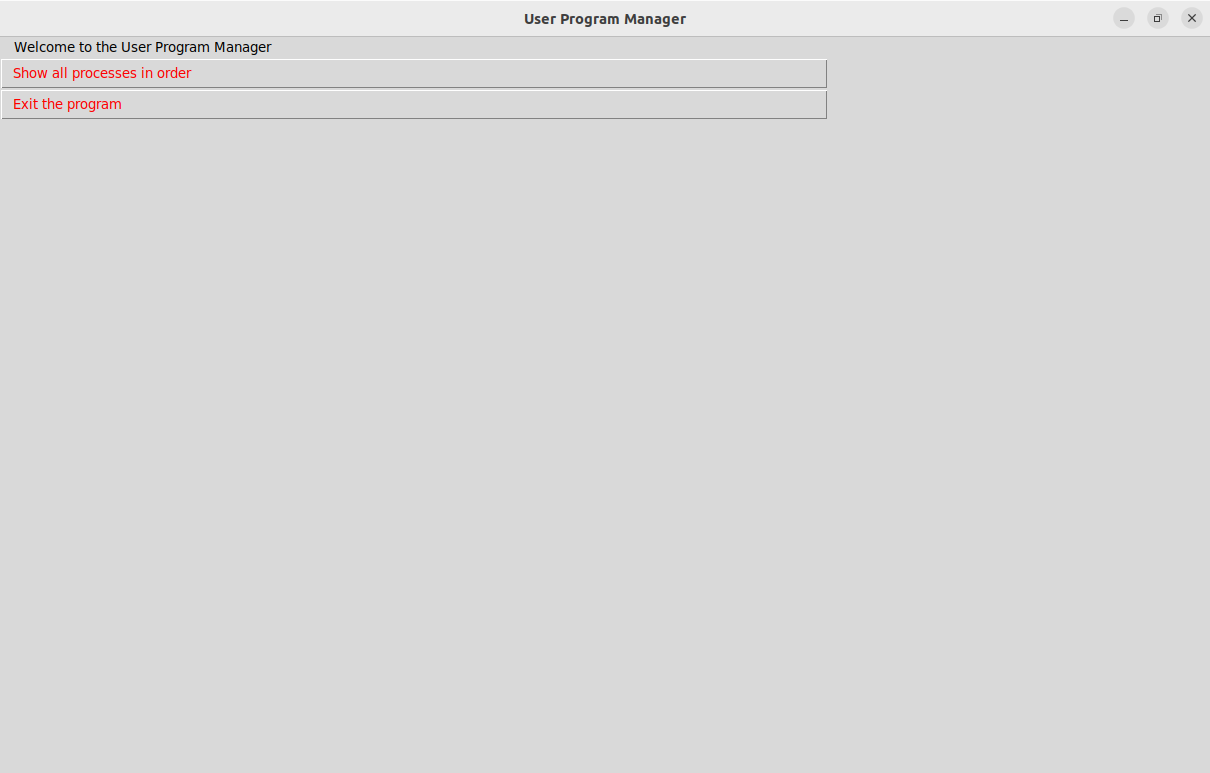 User Program Manager
Welcome to the User Program Manager
Show all processes in order
Exit the program